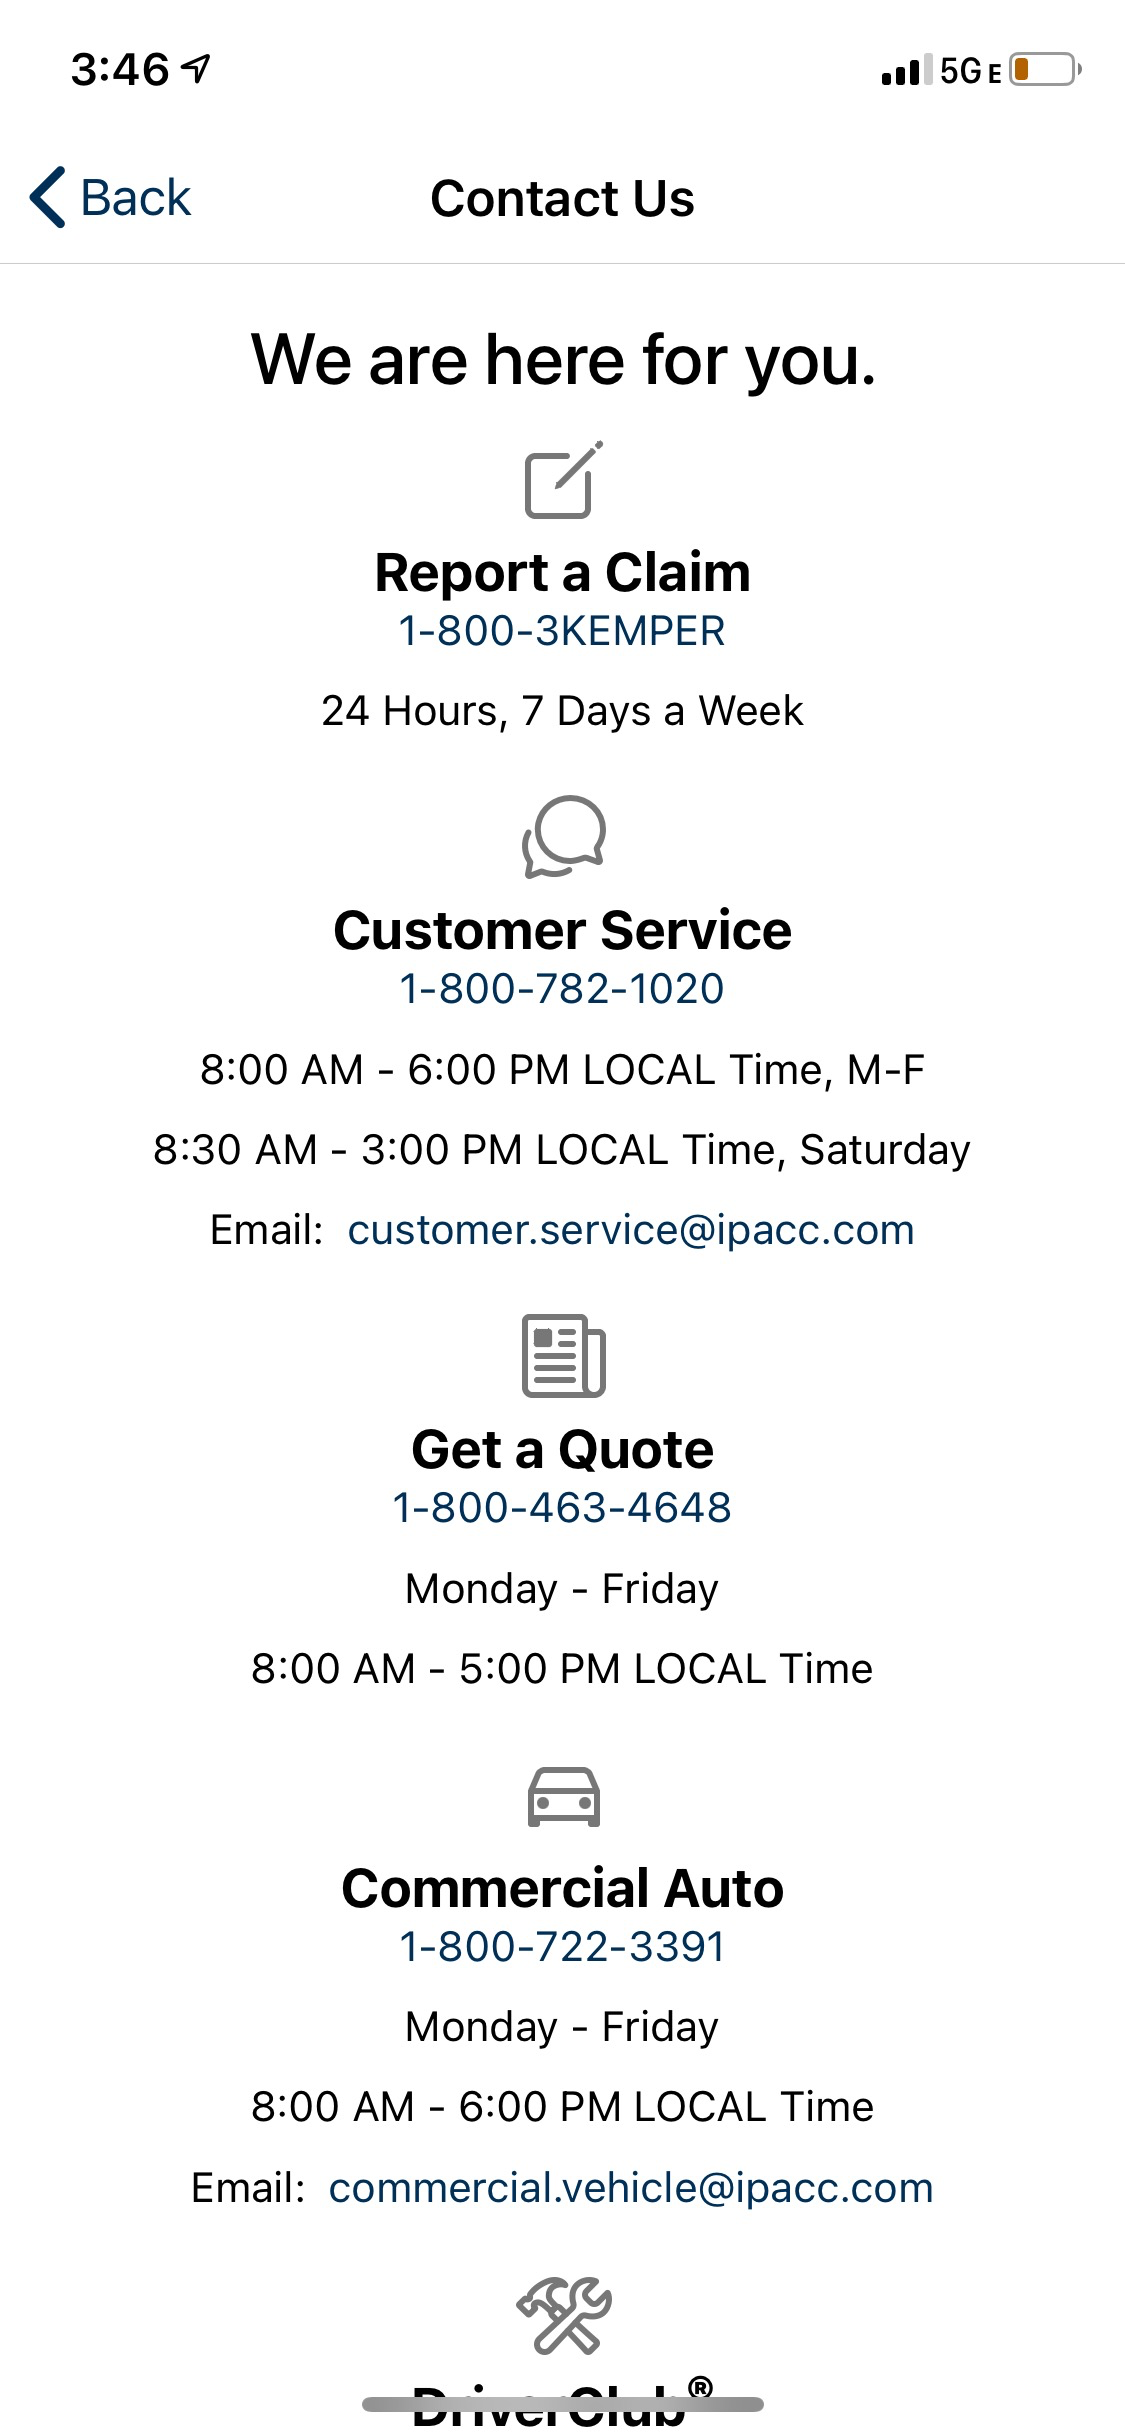 3:46
5G E
Back
Contact Us
We are here for you.
Report a Claim
1-800-3KEMPER
24 Hours, 7 Days a Week
Customer Service
1-800-782-1020
8:00 AM - 6:00 PM LOCAL Time, M-F
8:30 AM - 3:00 PM LOCAL Time, Saturday
Email: customer.service@ipacc.com
Get a Quote
1-800-463-4648
Monday - Friday
8:00 AM - 5:00 PM LOCAL Time
Commercial Auto
1-800-722-3391
Monday - Friday
8:00 AM - 6:00 PM LOCAL Time
Email: commercial.vehicle@ipacc.com
DriverClub®